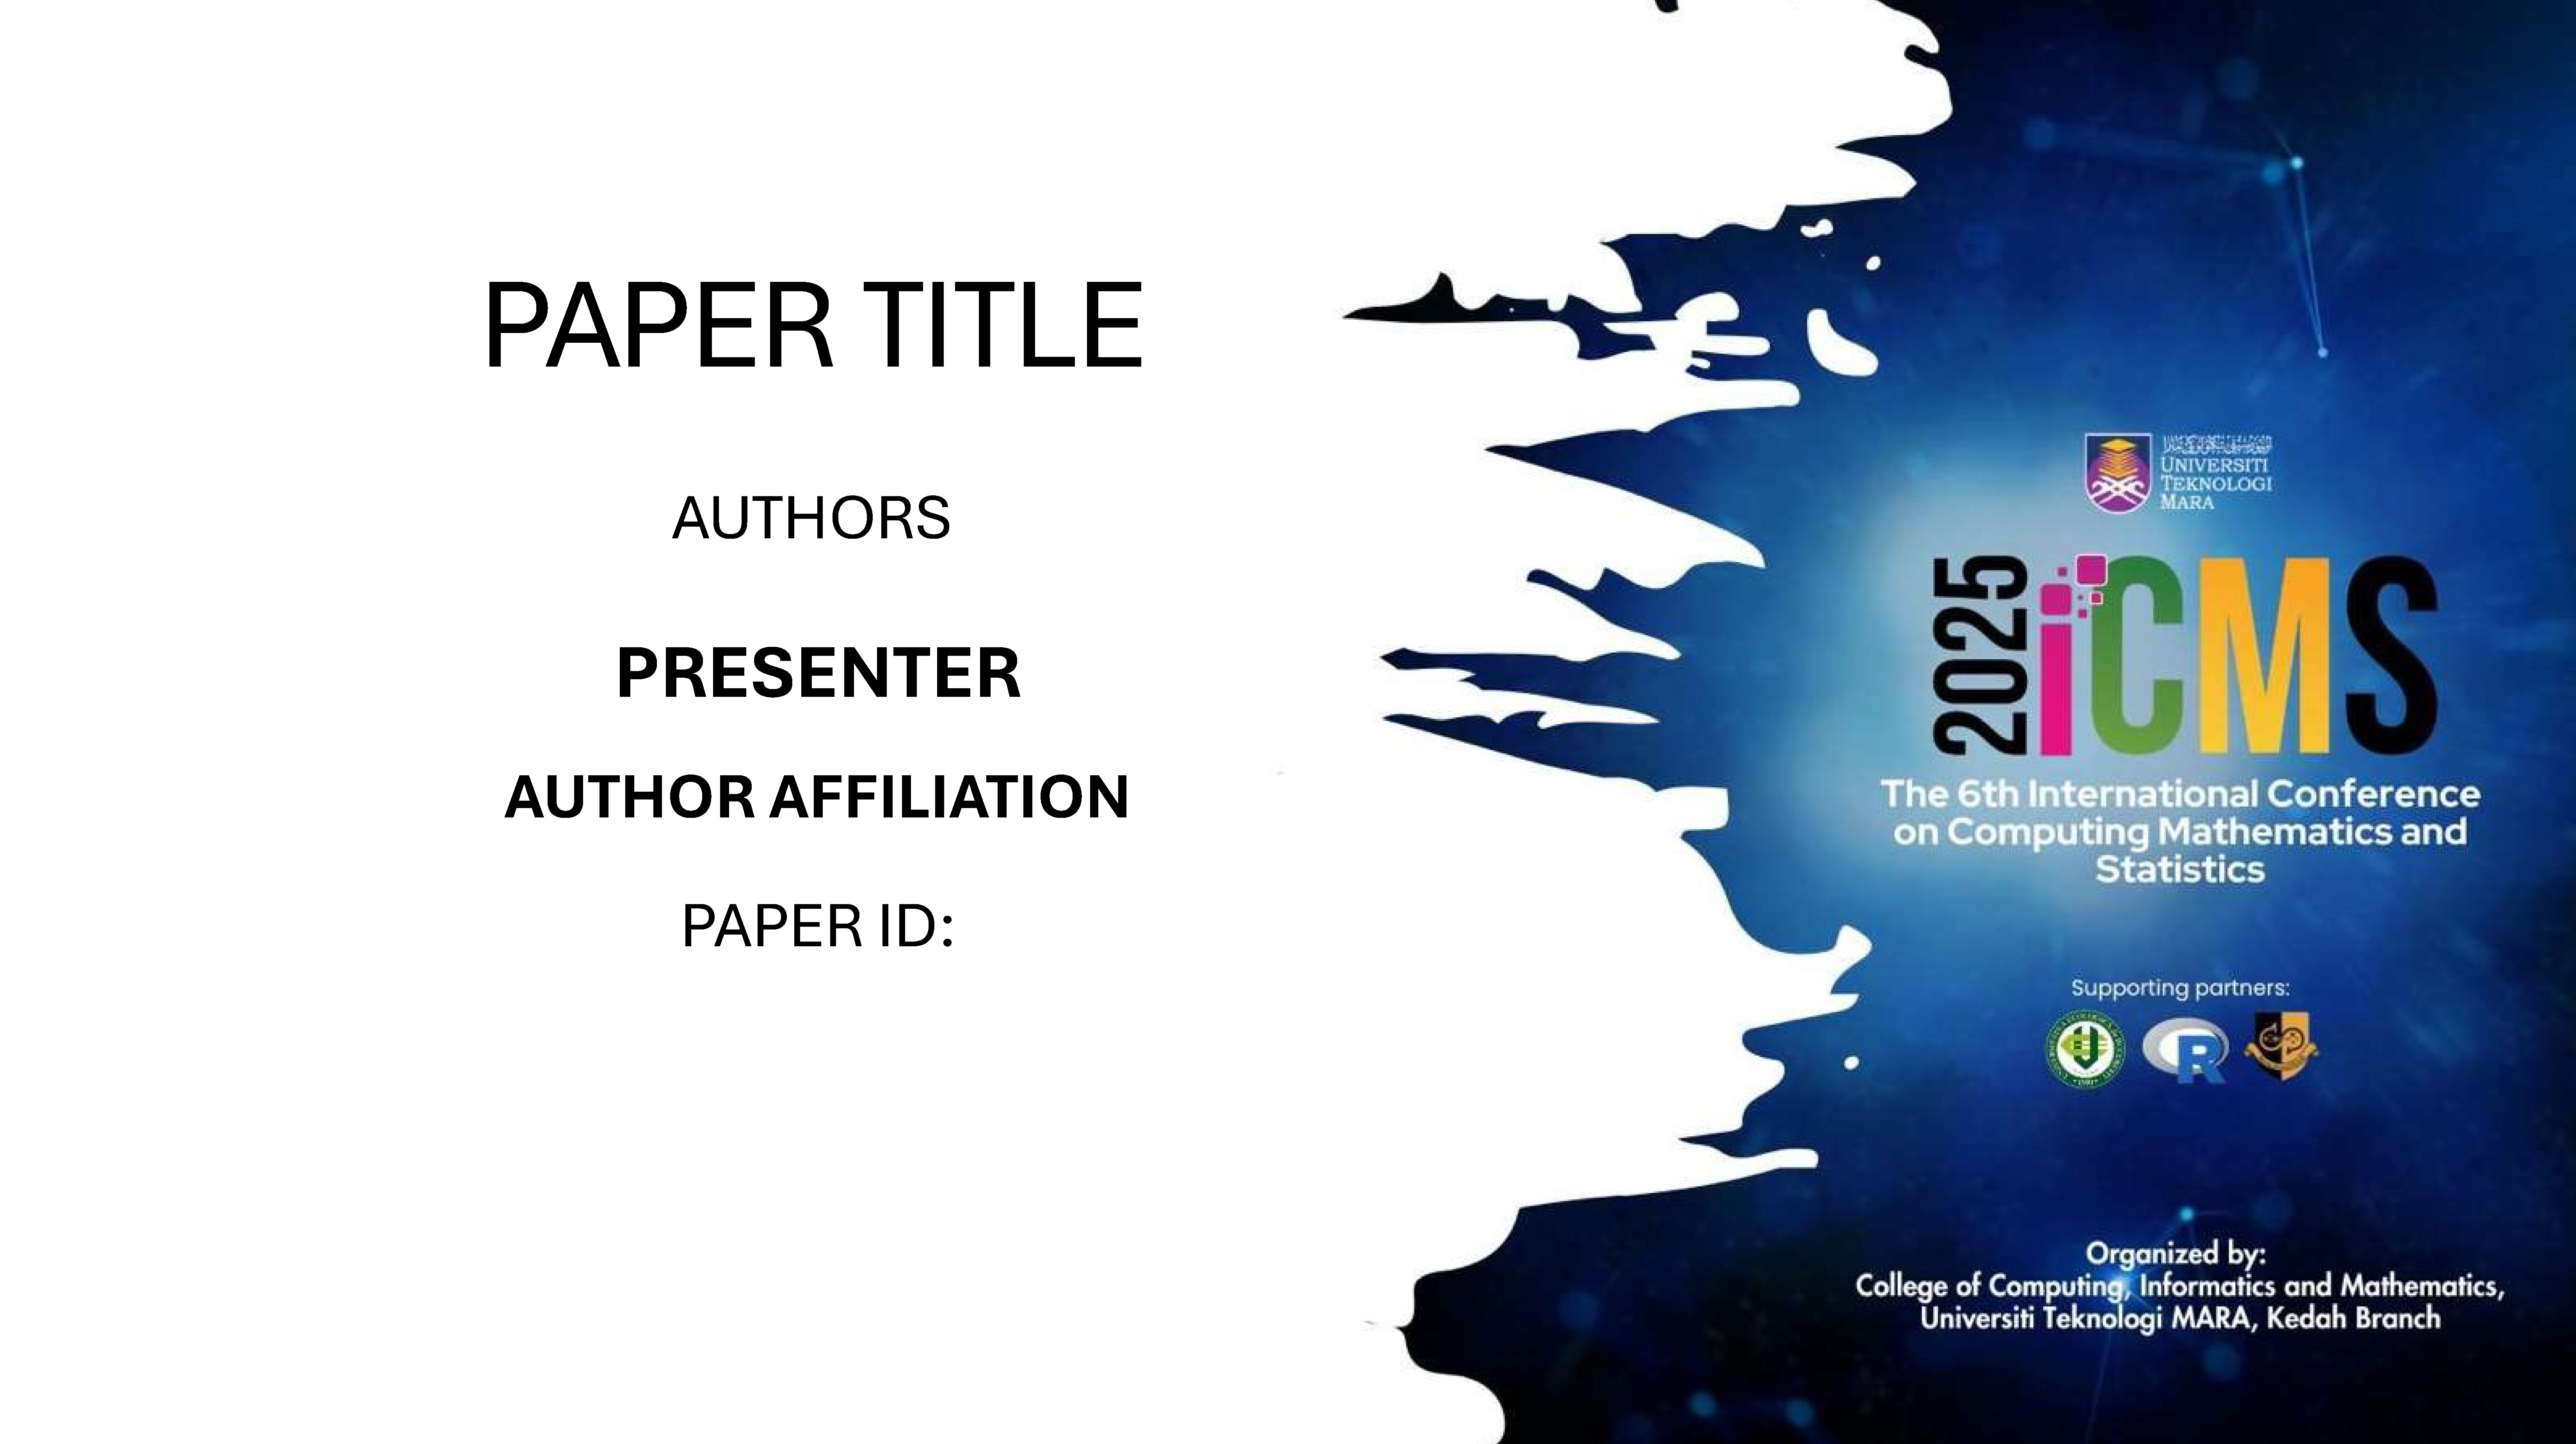 PAPER TITLE
AUTHORS
PRESENTER
AUTHOR AFFILIATION
PAPER ID:
UNIVERSITI
TEKNOLOGI
MARA
2025
iCMS
The 6th International Conference
on Computing Mathematics and
Statistics
Supporting partners:
R
Organized by:
College of Computing, Informatics and Mathematics,
Universiti Teknologi MARA, Kedah Branch